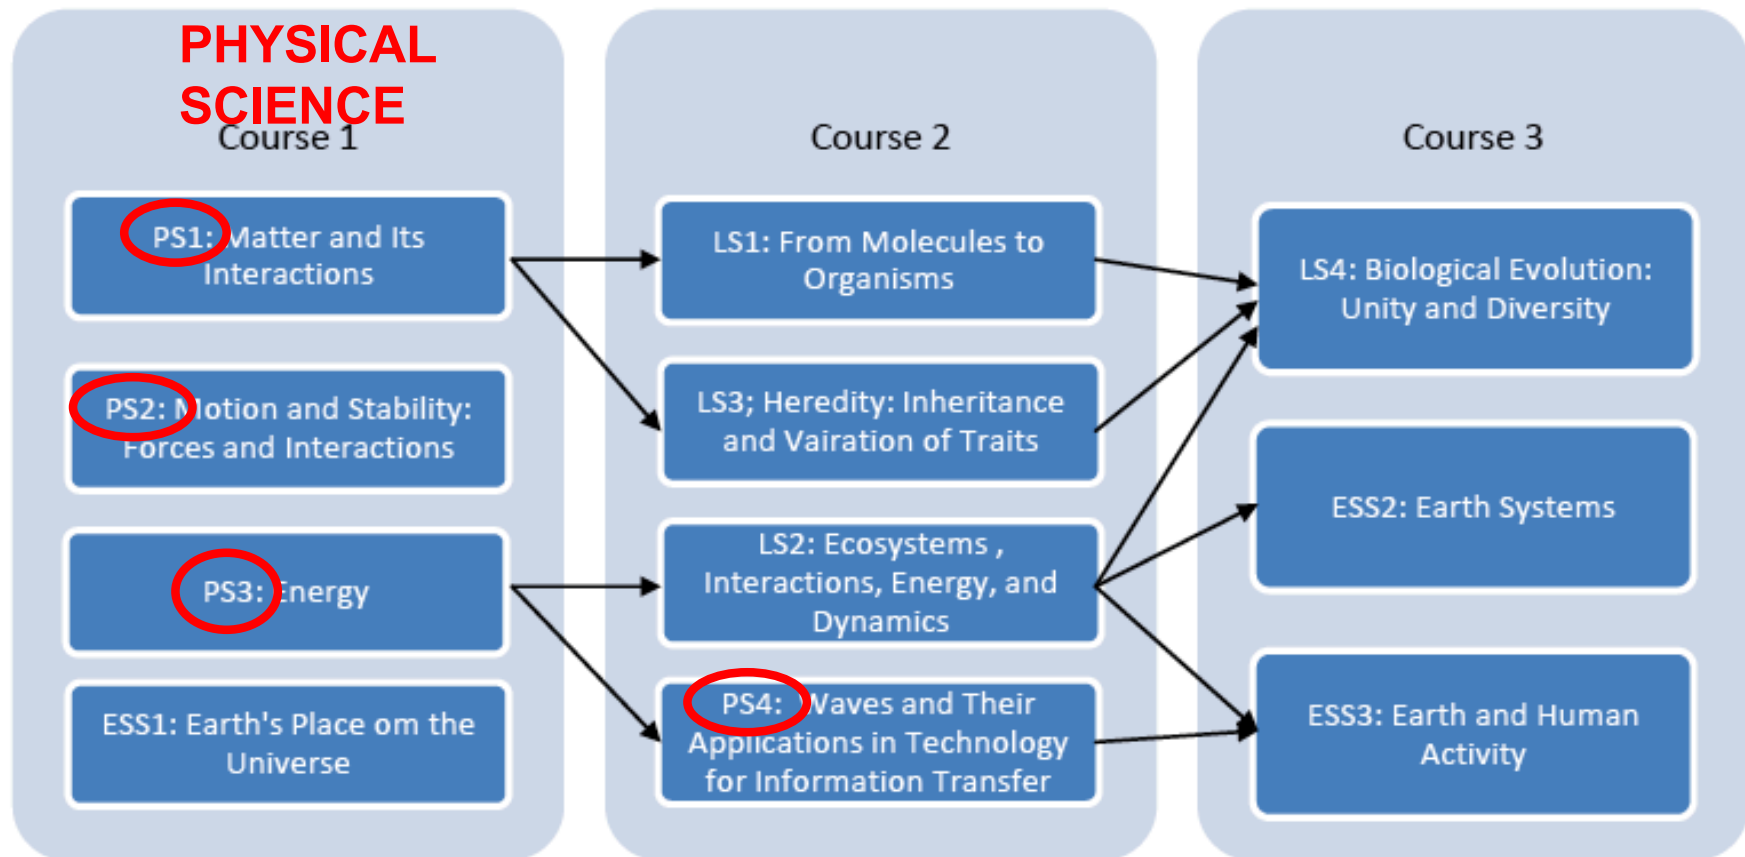 PHYSICAL
SCIENCE
Course 1
PS1: Matter and Its
Interactions
PS2: Motion and Stability:
Forces and Interactions
PS3: Energy
ESS1: Earth's Place om the
Universe
Course 2
LS1: From Molecules to
Organisms
LS3; Heredity: Inheritance
and Vairation of Traits
LS2: Ecosystems ,
Interactions, Energy, and
Dynamics
PS4: Waves and Their
Applications in Technology
for Information Transfer
Course 3
LS4: Biological Evolution:
Unity and Diversity
ESS2: Earth Systems
ESS3: Earth and Human
Activity